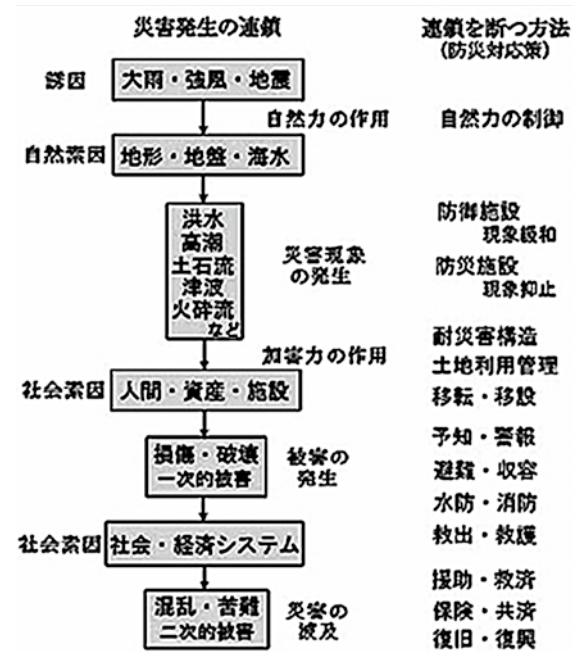 災害発生の連鎖
連鎖を断つ方法
(防災対応策)
誘因
大雨・強風・地震
自然力の作用
自然力の制御
自然素因
地形・地盤・海水
洪水
高潮
土石流
津波
火砕流
など
災害現象
の発生
防御施設
現象緩和
防災施設
現象抑止
加害力の作用
耐災害構造
土地利用管理
社会素因
人間・資産・施設
移転・移設
損傷・破壊
一次的被害
被害の
発生
予知・警報
避難・収容
水防・消防
社会素因
社会・経済システム
救出・救護
混乱・苦難
二次的被害
災害の
波及
援助・救済
保険・共済
復旧・復興